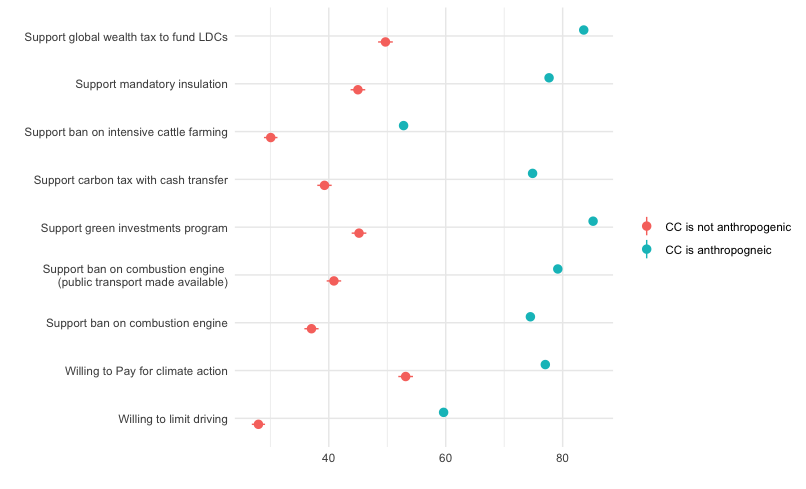 Support global wealth tax to fund LDCs
Support mandatory insulation
Support ban on intensive cattle farming
Support carbon tax with cash transfer
Support green investments program
Support ban on combustion engine
(public transport made available)
Support ban on combustion engine
Willing to Pay for climate action
Willing to limit driving
40 60 80
CC is not anthropogenic
CC is anthropogneic